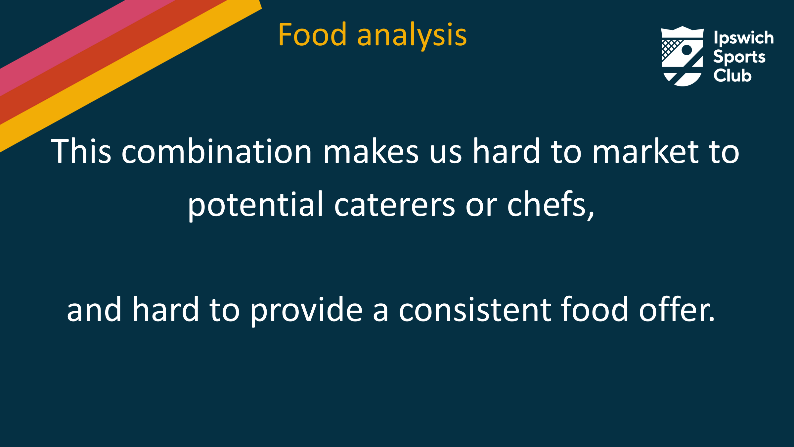 Food analysis
Ipswich
Sports
Club
This combination makes us hard to market to
potential caterers or chefs,
and hard to provide a consistent food offer.